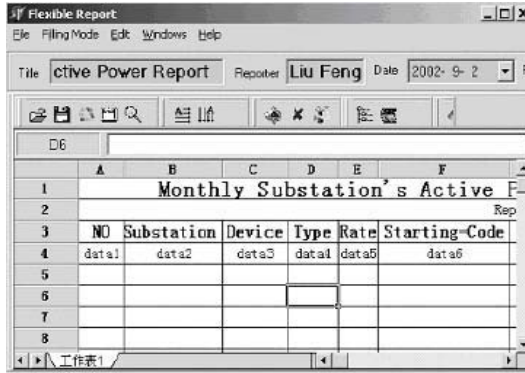 Flexible Report
File Filing Mode Edit Windows Help
Title ctive Power Report Reporter Liu Feng Date 2002- 9- 2
D6
A B C D E F
1 Monthly Substation's Active
2 Rep
3 NO Substation Device Type Rate Starting-Code
4 data1 data2 data3 data4 data5 data6
5
6
7
8
工作表1